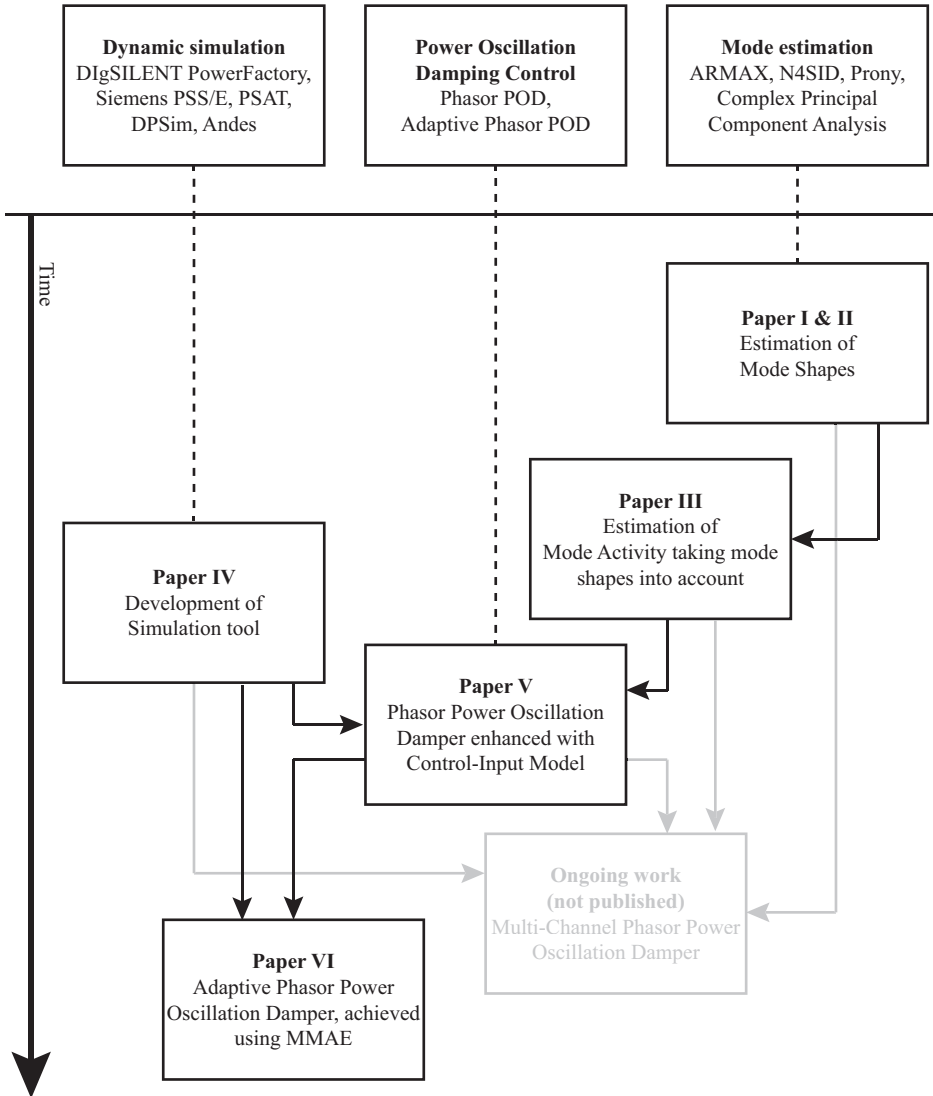 Dynamic simulation
DIgSILENT PowerFactory,
Siemens PSS/E, PSAT,
DPSim, Andes
Power Oscillation
Damping Control
Phasor POD,
Adaptive Phasor POD
Mode estimation
ARMAX, N4SID, Prony,
Complex Principal
Component Analysis
Time
Paper I & II
Estimation of
Mode Shapes
Paper III
Estimation of
Mode Activity taking mode
shapes into account
Paper IV
Development of
Simulation tool
Paper V
Phasor Power Oscillation
Damper enhanced with
Control-Input Model
Ongoing work
(not published)
Multi-Channel Phasor Power
Oscillation Damper
Paper VI
Adaptive Phasor Power
Oscillation Damper, achieved
using MMAE